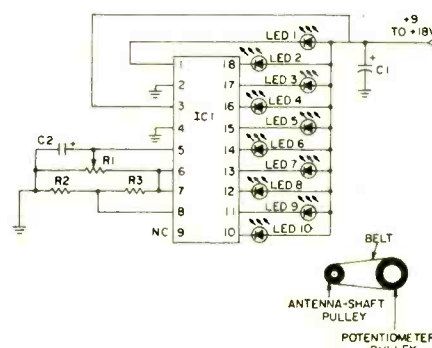 +9
TO +18V
LED 1
LED 2
LED 3
LED 4
LED 5
LED 6
LED 7
LED 8
LED 9
LED 10
C1
+
IC1
1
2
3
4
5
6
7
8
9
18
17
16
15
14
13
12
11
10
C2
+
R1
R2
R3
NC
BELT
ANTENNA-SHAFT
PULLEY
POTENTIOMETER
PULLEY